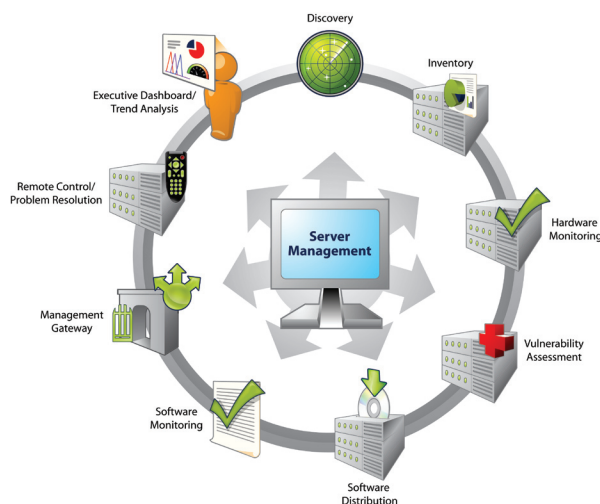 Discovery
Inventory
Hardware
Monitoring
Vulnerability
Assessment
Software
Distribution
Software
Monitoring
Management
Gateway
Remote Control/
Problem Resolution
Executive Dashboard/
Trend Analysis
Server
Management